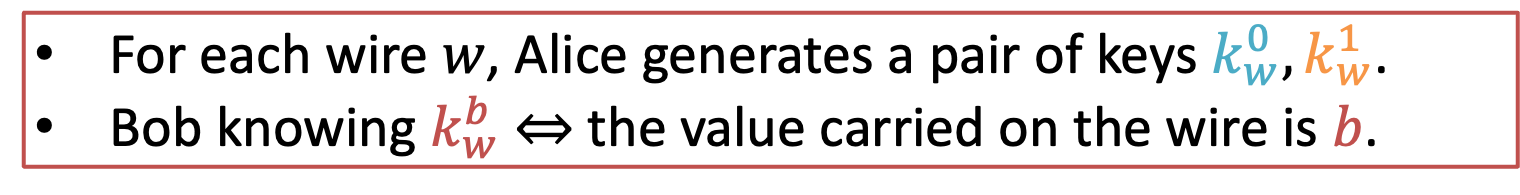 • For each wire $w$, Alice generates a pair of keys $k_w^0, k_w^1$.
• Bob knowing $k_w^b$ ⇔ the value carried on the wire is $b$.